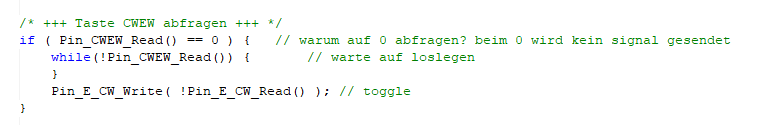 /* +++ Taste CWEW abfragen +++ */
if ( Pin_CWEW_Read() == 0 ) {   // warum auf 0 abfragen? beim 0 wird kein signal gesendet
    while(!Pin_CWEW_Read()) {       // warte auf loslegen
    }
    Pin_E_CW_Write( !Pin_E_CW_Read() ); // toggle
}